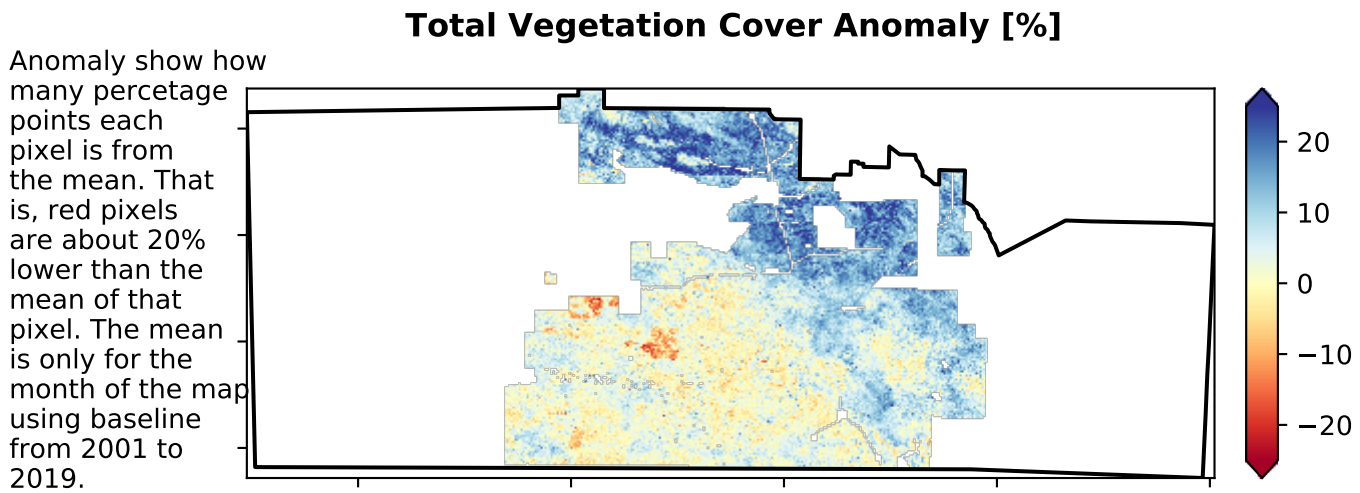 Total Vegetation Cover Anomaly [%]
Anomaly show how
many percetage
points each
pixel is from
the mean. That
is, red pixels
are about 20%
lower than the
mean of that
pixel. The mean
is only for the
month of the map
using baseline
from 2001 to
2019.
20
10
0
−10
−20